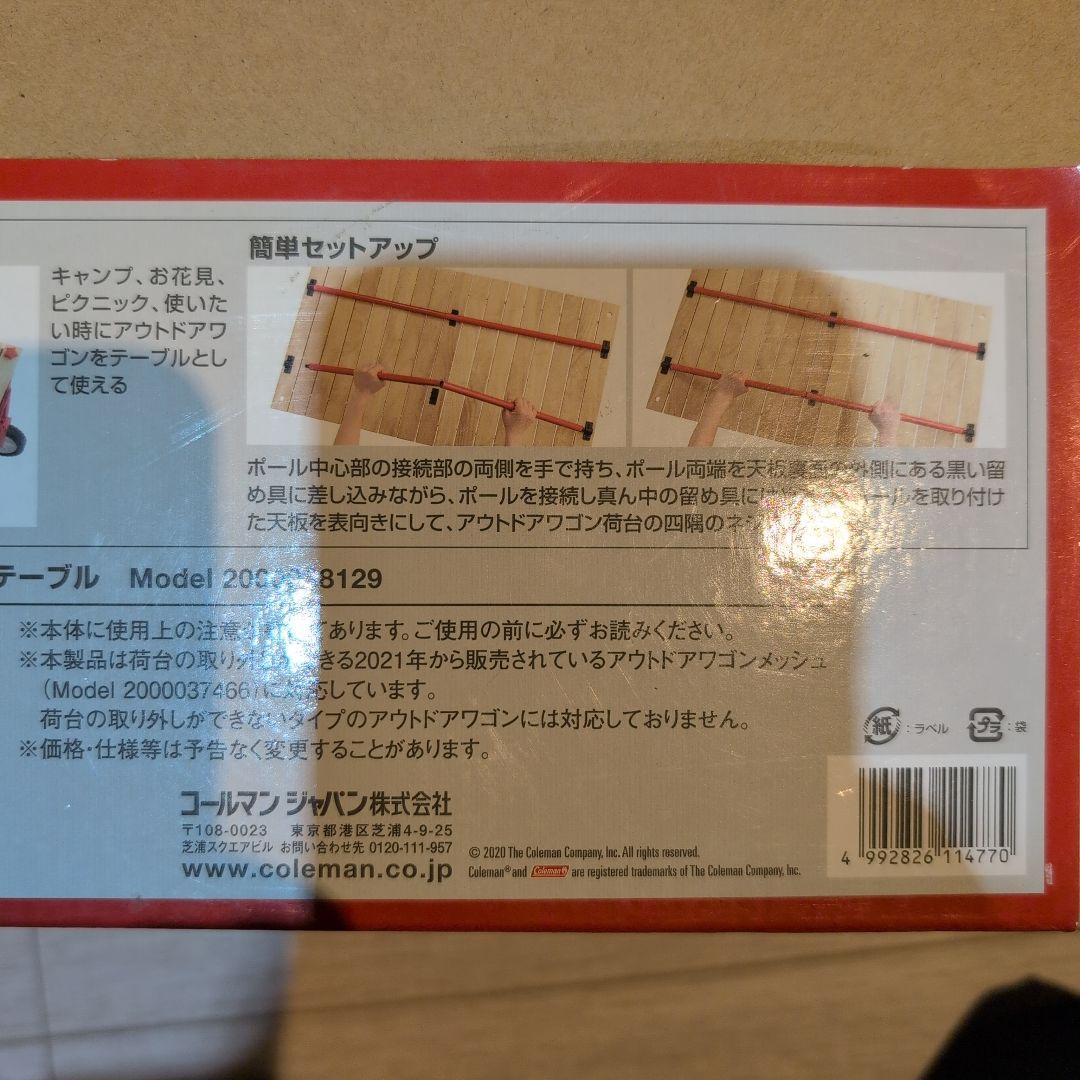 簡単セットアップ
キャンプ、お花見、
ピクニック、使いた
い時にアウトドアワ
ゴンをテーブルとし
て使える
ポール中心部の接続部の両側を手で持ち、ポール両端を天板裏面の外側にある黒い留
め具に差し込みながら、ポールを接続し真ん中の留め具には ールを取り付け
た天板を表向きにして、アウトドアワゴン荷台の四隅のネジ
テーブル Model 200 8129
※本体に使用上の注意 てあります。ご使用の前に必ずお読みください。
※本製品は荷台の取り外しができる2021年から販売されているアウトドアワゴンメッシュ
（Model 2000037466）に対応しています。
荷台の取り外しができないタイプのアウトドアワゴンには対応しておりません。
※価格・仕様等は予告なく変更することがあります。
紙 : ラベル プラ : 袋
コールマン ジャパン株式会社
〒108-0023 東京都港区芝浦4-9-25
芝浦スクエアビル お問い合わせ先 0120-111-957
www.coleman.co.jp
© 2020 The Coleman Company, Inc. All rights reserved.
Coleman® and Coleman are registered trademarks of The Coleman Company, Inc.
4 992826 114770